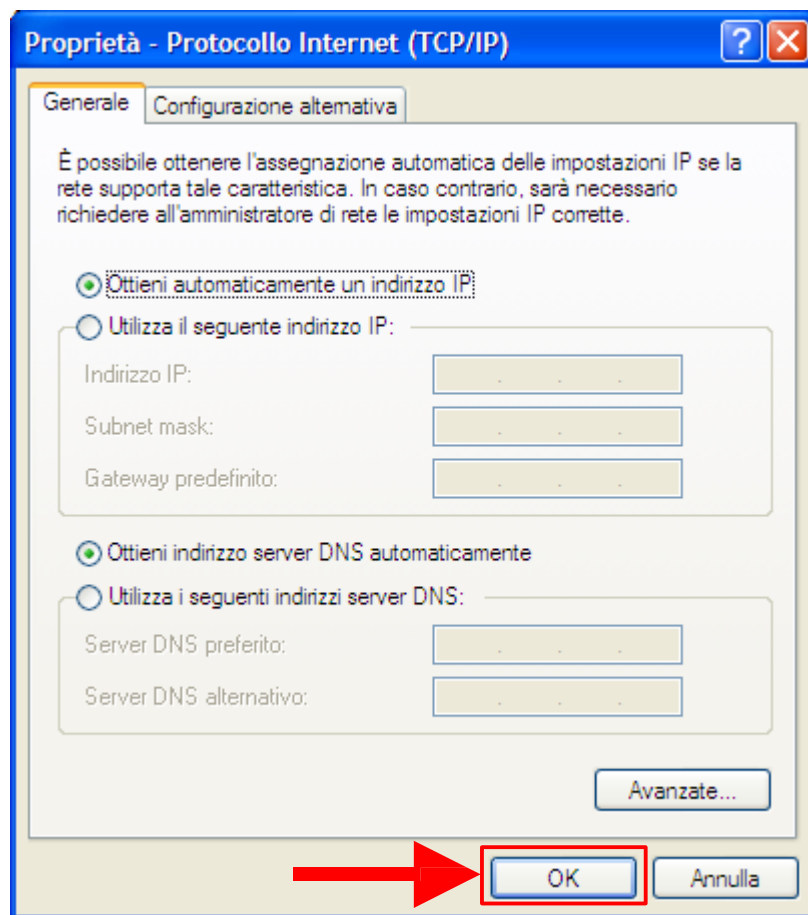 Proprietà - Protocollo Internet (TCP/IP)
Generale
Configurazione alternativa
È possibile ottenere l'assegnazione automatica delle impostazioni IP se la
rete supporta tale caratteristica. In caso contrario, sarà necessario
richiedere all'amministratore di rete le impostazioni IP corrette.
Ottieni automaticamente un indirizzo IP
Utilizza il seguente indirizzo IP:
Indirizzo IP:
Subnet mask:
Gateway predefinito:
Ottieni indirizzo server DNS automaticamente
Utilizza i seguenti indirizzi server DNS:
Server DNS preferito:
Server DNS alternativo:
Avanzate...
OK
Annulla